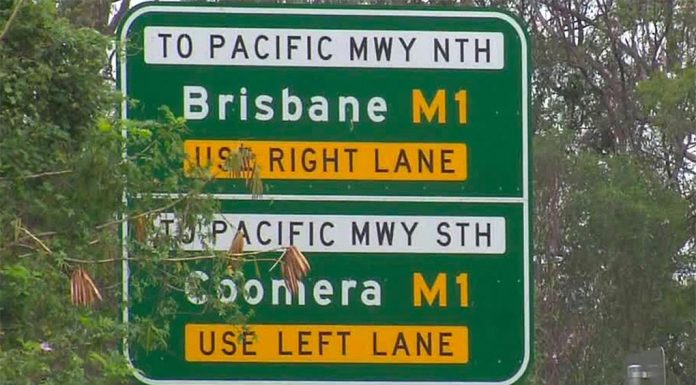 TO PACIFIC MWY NTH
Brisbane M1
USE RIGHT LANE
TO PACIFIC MWY STH
Coomera M1
USE LEFT LANE